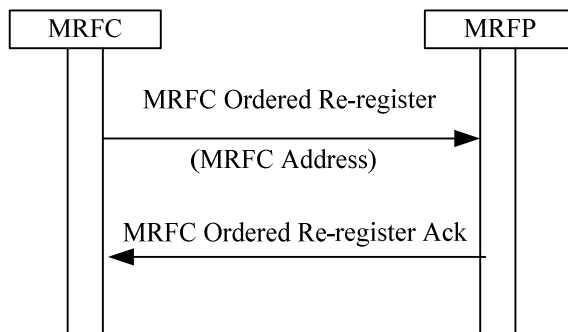 MRFC
MRFP
MRFC Ordered Re-register
(MRFC Address)
MRFC Ordered Re-register Ack